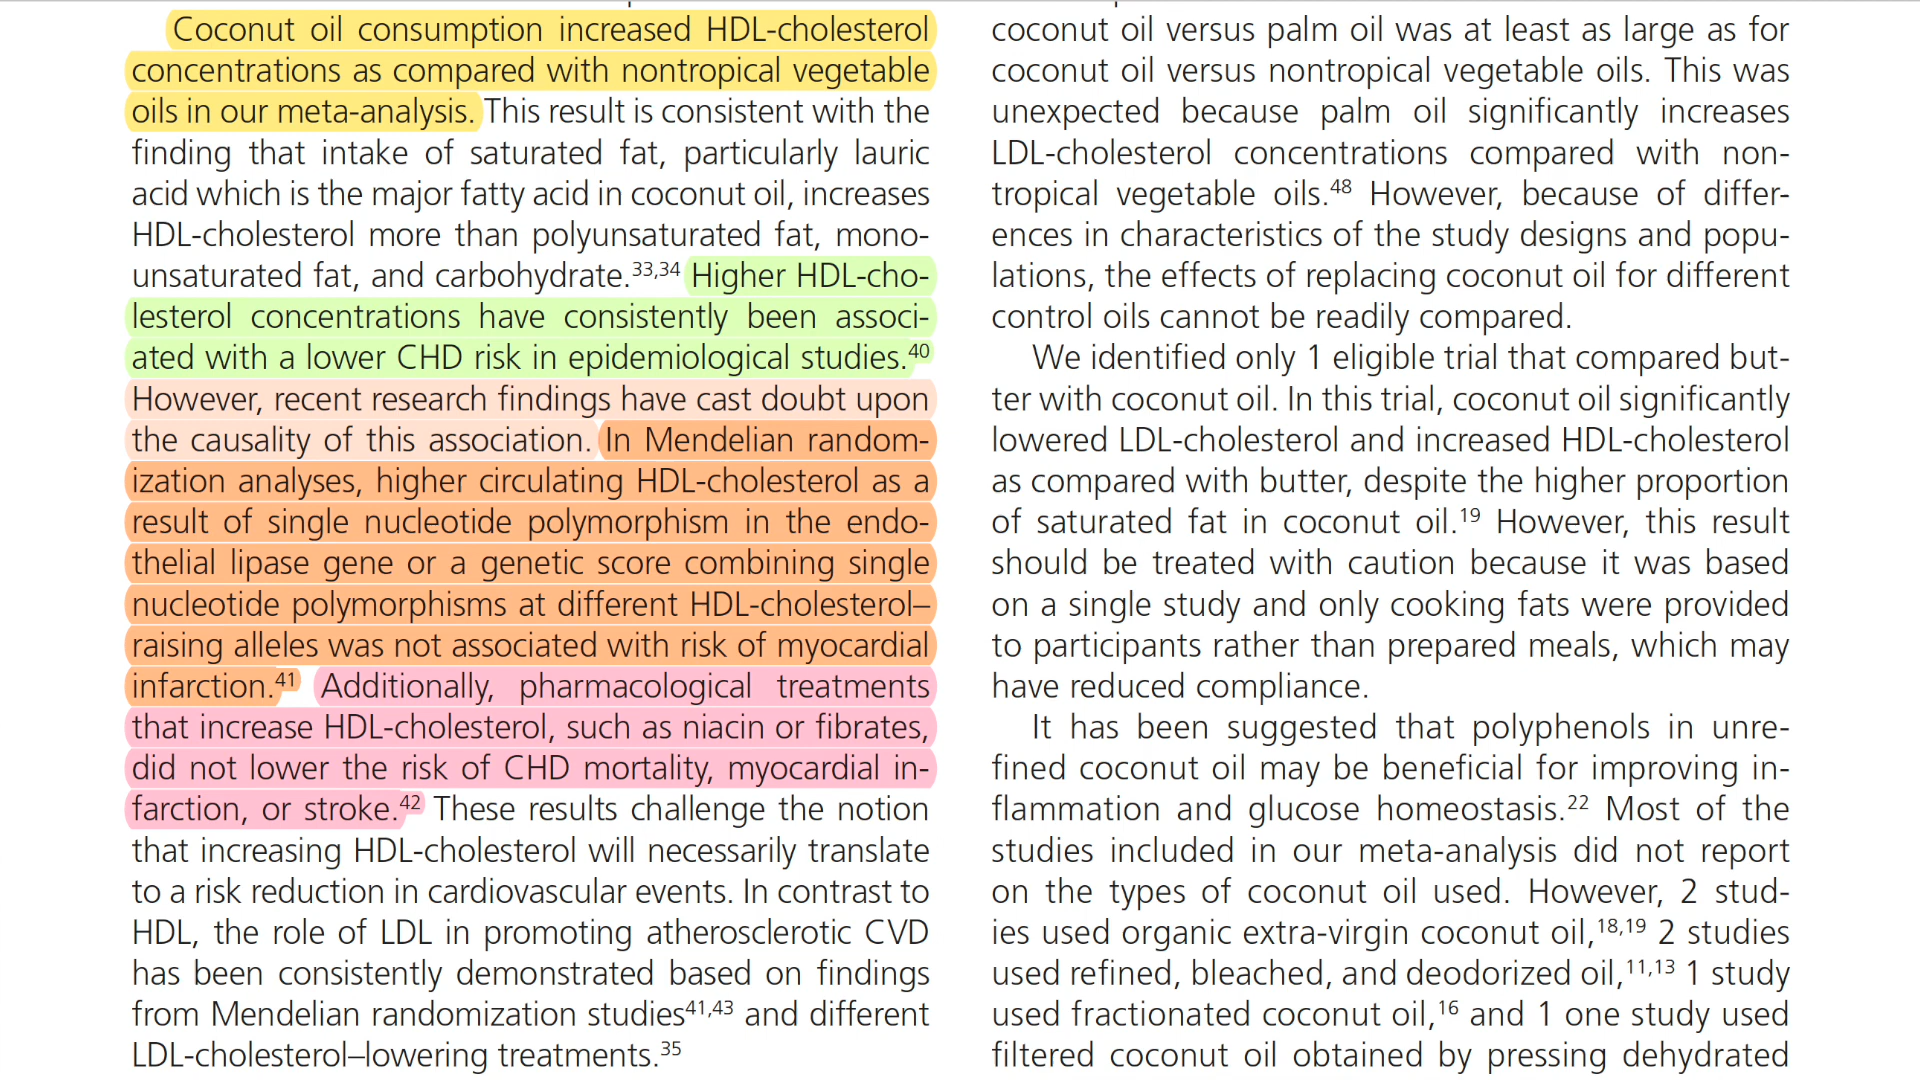 Coconut oil consumption increased HDL-cholesterol
concentrations as compared with nontropical vegetable
oils in our meta-analysis. This result is consistent with the
finding that intake of saturated fat, particularly lauric
acid which is the major fatty acid in coconut oil, increases
HDL-cholesterol more than polyunsaturated fat, mono-
unsaturated fat, and carbohydrate.33,34 Higher HDL-cho-
lesterol concentrations have consistently been associ-
ated with a lower CHD risk in epidemiological studies.40
However, recent research findings have cast doubt upon
the causality of this association. In Mendelian random-
ization analyses, higher circulating HDL-cholesterol as a
result of single nucleotide polymorphism in the endo-
thelial lipase gene or a genetic score combining single
nucleotide polymorphisms at different HDL-cholesterol–
raising alleles was not associated with risk of myocardial
infarction.41 Additionally, pharmacological treatments
that increase HDL-cholesterol, such as niacin or fibrates,
did not lower the risk of CHD mortality, myocardial in-
farction, or stroke.42 These results challenge the notion
that increasing HDL-cholesterol will necessarily translate
to a risk reduction in cardiovascular events. In contrast to
HDL, the role of LDL in promoting atherosclerotic CVD
has been consistently demonstrated based on findings
from Mendelian randomization studies41,43 and different
LDL-cholesterol–lowering treatments.35
coconut oil versus palm oil was at least as large as for
coconut oil versus nontropical vegetable oils. This was
unexpected because palm oil significantly increases
LDL-cholesterol concentrations compared with non-
tropical vegetable oils.48 However, because of differ-
ences in characteristics of the study designs and popu-
lations, the effects of replacing coconut oil for different
control oils cannot be readily compared.
We identified only 1 eligible trial that compared but-
ter with coconut oil. In this trial, coconut oil significantly
lowered LDL-cholesterol and increased HDL-cholesterol
as compared with butter, despite the higher proportion
of saturated fat in coconut oil.19 However, this result
should be treated with caution because it was based
on a single study and only cooking fats were provided
to participants rather than prepared meals, which may
have reduced compliance.
It has been suggested that polyphenols in unre-
fined coconut oil may be beneficial for improving in-
flammation and glucose homeostasis.22 Most of the
studies included in our meta-analysis did not report
on the types of coconut oil used. However, 2 stud-
ies used organic extra-virgin coconut oil,18,19 2 studies
used refined, bleached, and deodorized oil,11,13 1 study
used fractionated coconut oil,16 and 1 one study used
filtered coconut oil obtained by pressing dehydrated